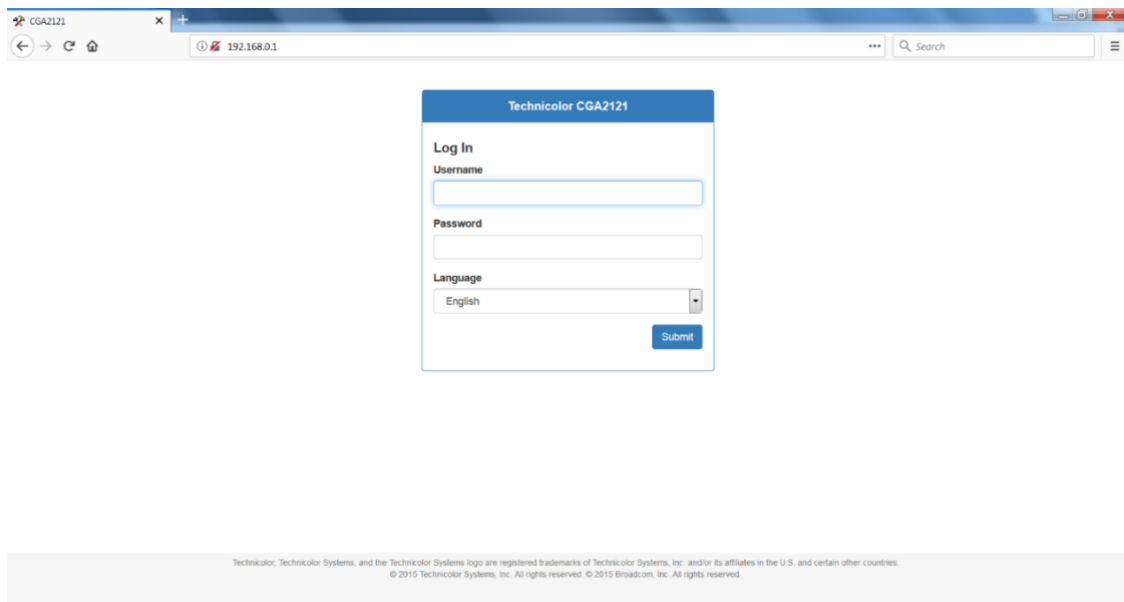 CGA2121
192.168.0.1
Search
Technicolor CGA2121
Log In
Username
Password
Language
English
Submit
Technicolor, Technicolor Systems, and the Technicolor Systems logo are registered trademarks of Technicolor Systems, Inc. and/or its affiliates in the U.S. and certain other countries.
© 2015 Technicolor Systems, Inc. All rights reserved. © 2015 Broadcom, Inc. All rights reserved.